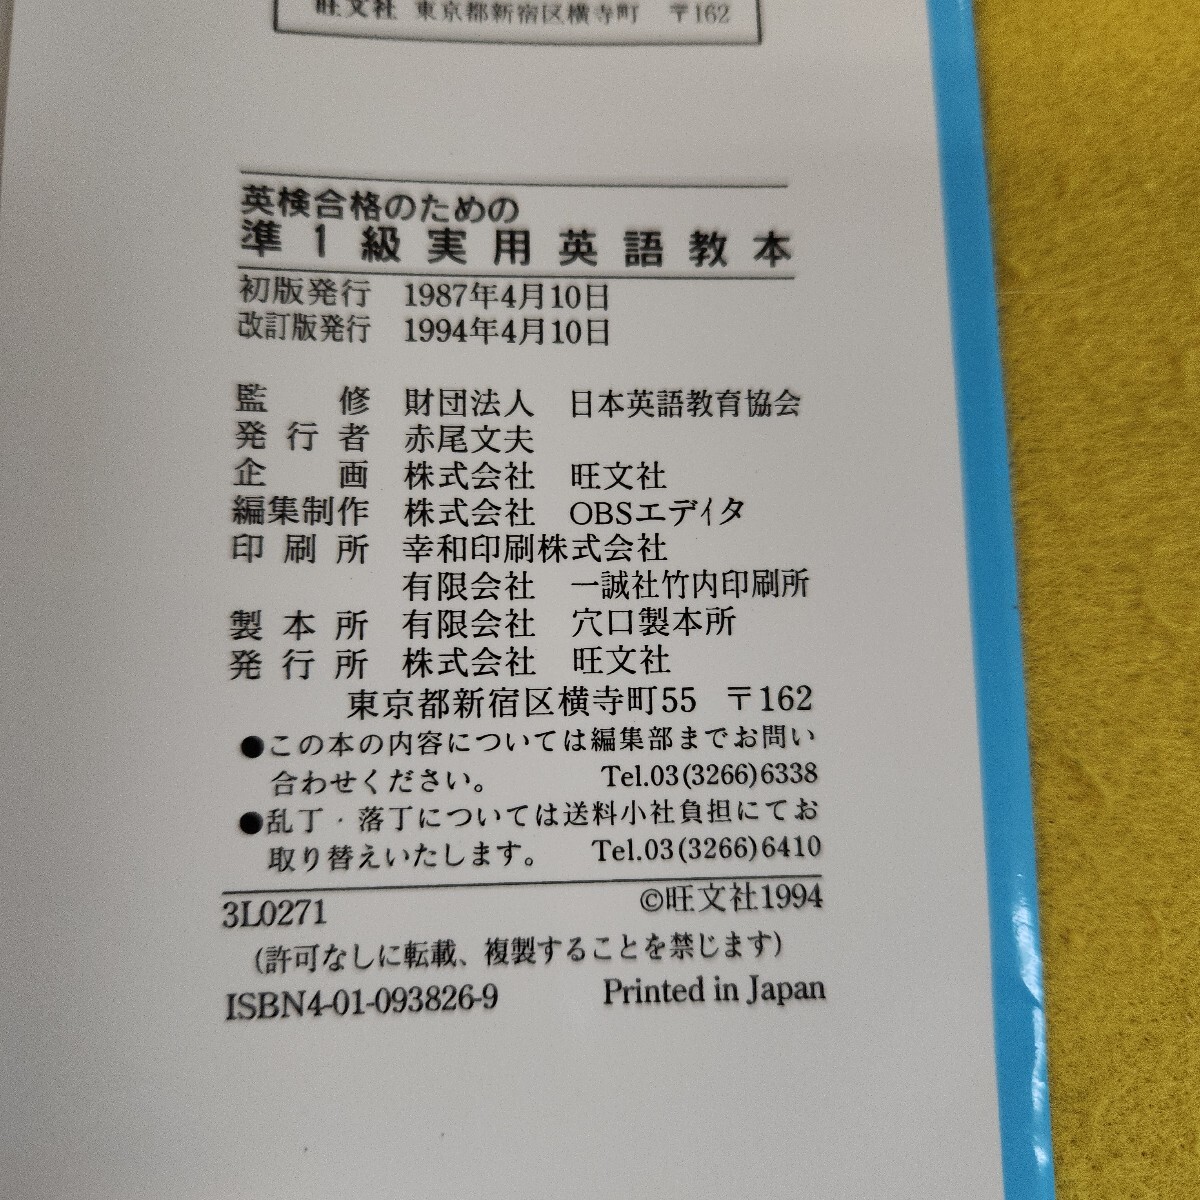 旺文社 東京都新宿区横寺町 〒162
英検合格のための
準1級実用英語教本
初版発行 1987年4月10日
改訂版発行 1994年4月10日
監修 財団法人 日本英語教育協会
発行者 赤尾文夫
企画 株式会社 旺文社
編集制作 株式会社 OBSエディタ
印刷所 幸和印刷株式会社
有限会社 一誠社竹内印刷所
製本所 有限会社 穴口製本所
発行所 株式会社 旺文社
東京都新宿区横寺町55 〒162
●この本の内容については編集部までお問い
合わせください。 Tel.03(3266)6338
●乱丁・落丁については送料小社負担にてお
取り替えいたします。 Tel.03(3266)6410
3L0271 ©旺文社1994
(許可なしに転載、複製することを禁じます)
ISBN4-01-093826-9 Printed in Japan